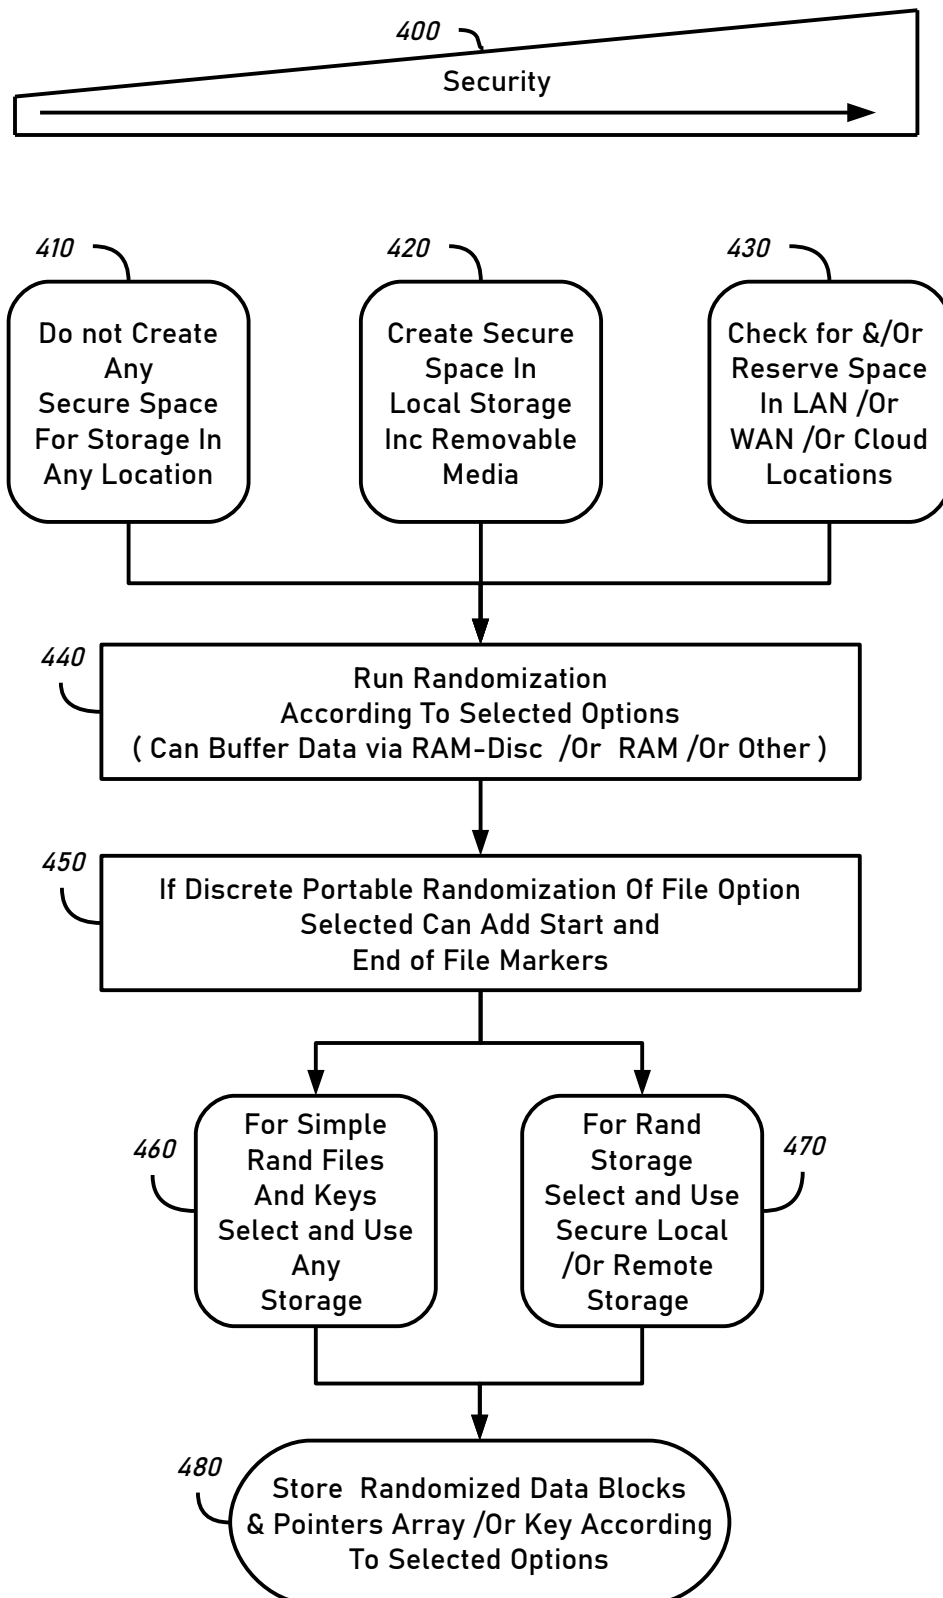 400
Security
410
Do not Create
Any
Secure Space
For Storage In
Any Location
420
Create Secure
Space In
Local Storage
Inc Removable
Media
430
Check for &/Or
Reserve Space
In LAN /Or
WAN /Or Cloud
Locations
440
Run Randomization
According To Selected Options
( Can Buffer Data via RAM-Disc /Or RAM /Or Other )
450
If Discrete Portable Randomization Of File Option
Selected Can Add Start and
End of File Markers
460
For Simple
Rand Files
And Keys
Select and Use
Any
Storage
470
For Rand
Storage
Select and Use
Secure Local
/Or Remote
Storage
480
Store Randomized Data Blocks
& Pointers Array /Or Key According
To Selected Options